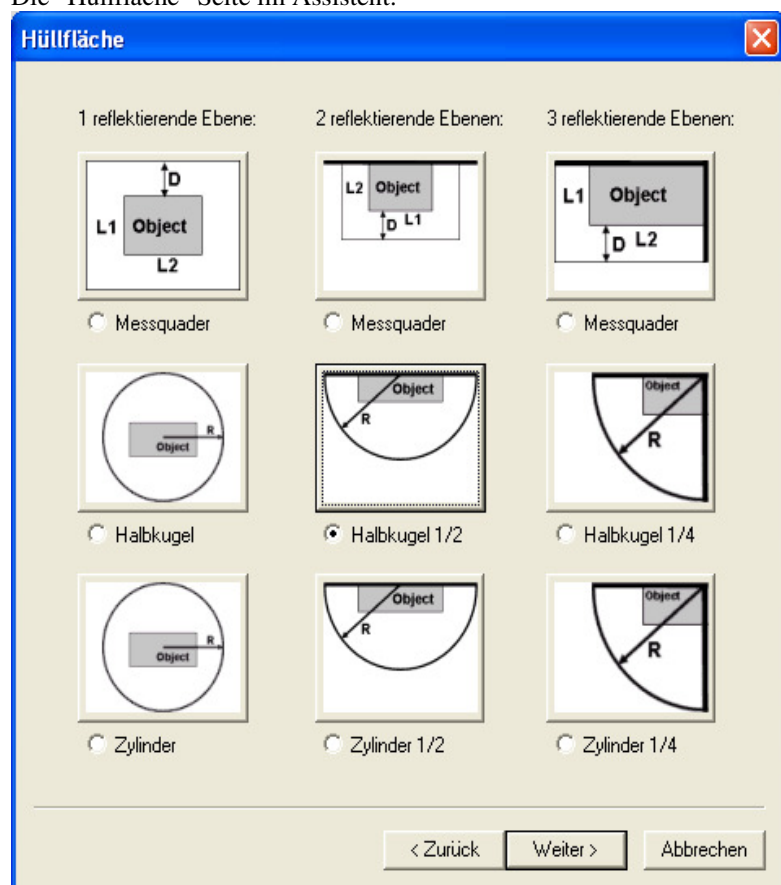 Die "Hüllfläche" Seite im Assistent:
Hüllfläche
1 reflektierende Ebene: 2 reflektierende Ebenen: 3 reflektierende Ebenen:
D
L1 Object
L2
L2 Object
D L1
L1 Object
D L2
Messquader Messquader Messquader
R
Object
Object
R
Object
R
Halbkugel Halbkugel 1/2 Halbkugel 1/4
R
Object
Object
R
Object
R
Zylinder Zylinder 1/2 Zylinder 1/4
< Zurück Weiter > Abbrechen